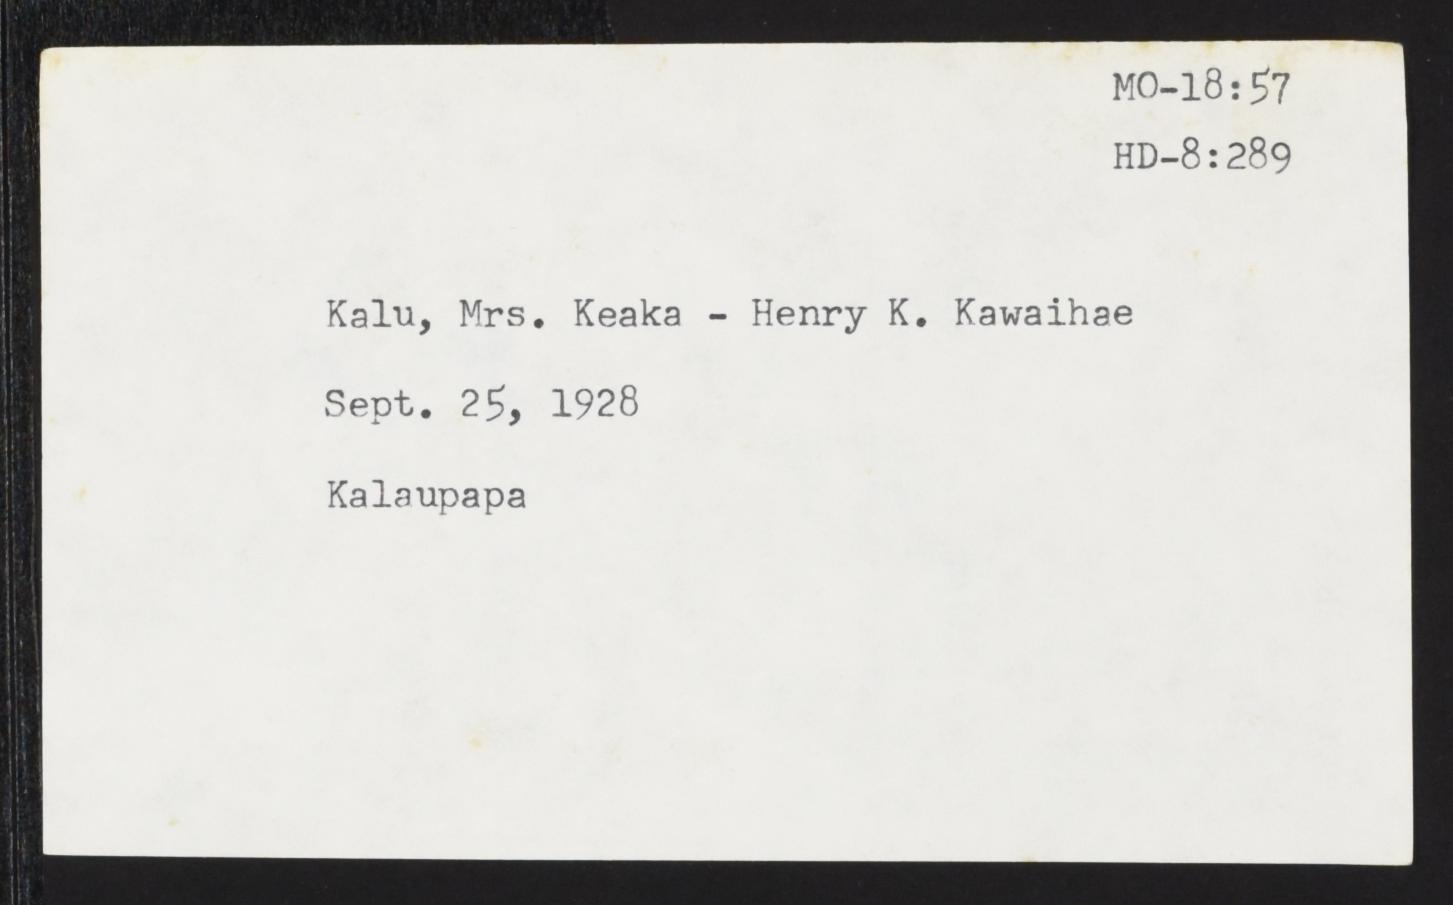 MO-18:57
HD-8:289
Kalu, Mrs. Keaka - Henry K. Kawaihae
Sept. 25, 1928
Kalaupapa